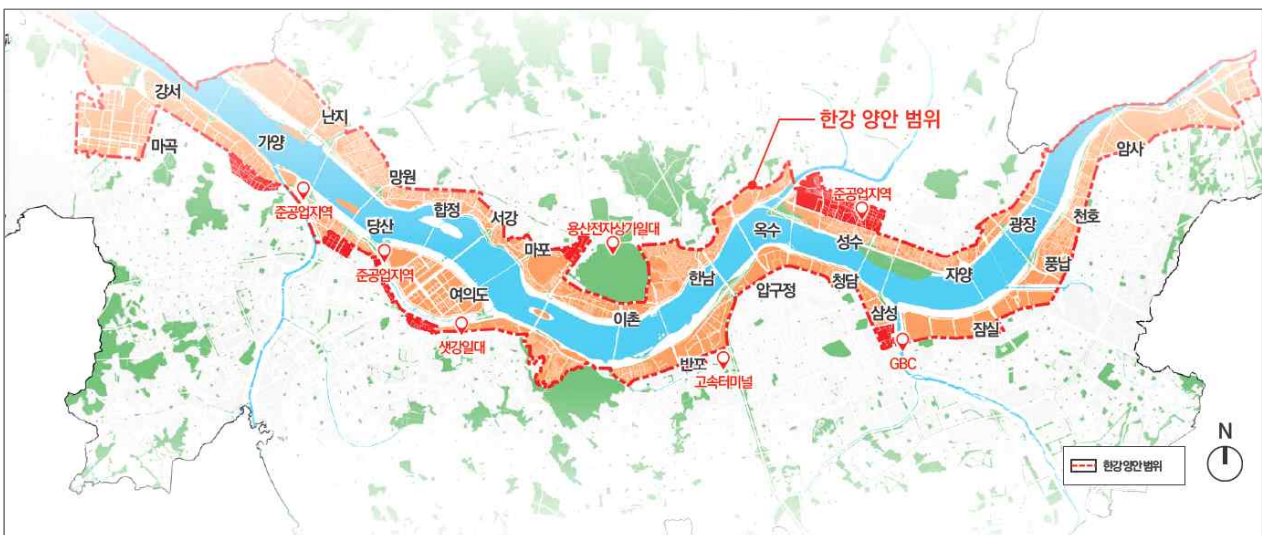 강서
마곡
가양
난지
망원
준공업지역
당산
합정
서강
준공업지역
마포
여의도
샛강일대
용산전자상가일대
이촌
한남
반포
고속터미널
한강 양안 범위
옥수
압구정
준공업지역
성수
청담
삼성
GBC
자양
잠실
광장
풍납
천호
암사
N
한강 양안 범위